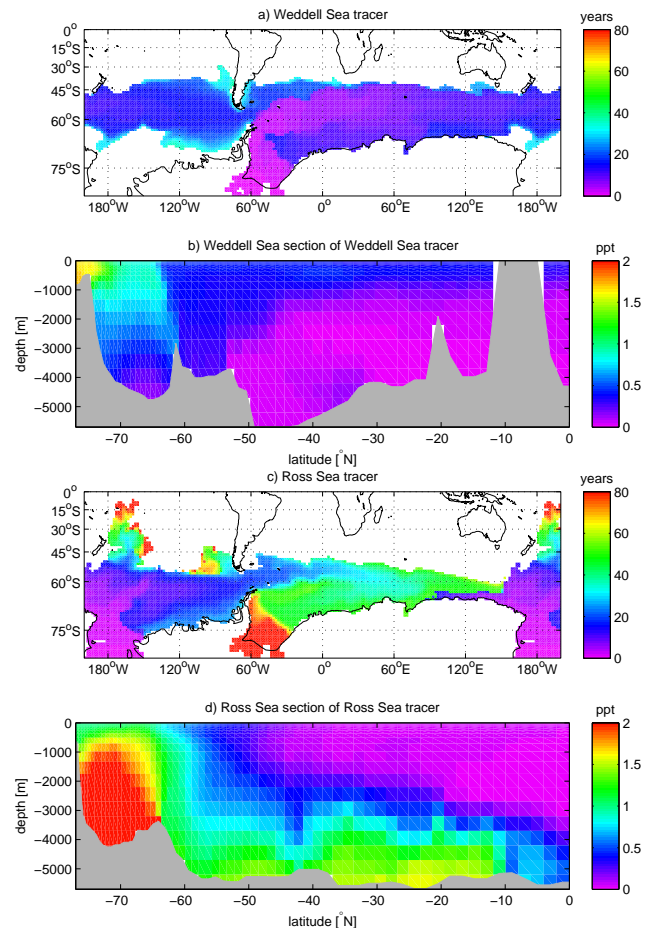 a) Weddell Sea tracer
years
0°
15°S
30°S
45°S
60°S
75°S
180°W 120°W 60°W 0° 60°E 120°E 180°W
80
60
40
20
0
b) Weddell Sea section of Weddell Sea tracer
ppt
0
−1000
−2000
−3000
−4000
−5000
depth [m]
−70 −60 −50 −40 −30 −20 −10 0
latitude [°N]
2
1.5
1
0.5
0
c) Ross Sea tracer
years
0°
15°S
30°S
45°S
60°S
75°S
180°W 120°W 60°W 0° 60°E 120°E 180°W
80
60
40
20
0
d) Ross Sea section of Ross Sea tracer
ppt
0
−1000
−2000
−3000
−4000
−5000
depth [m]
−70 −60 −50 −40 −30 −20 −10 0
latitude [°N]
2
1.5
1
0.5
0